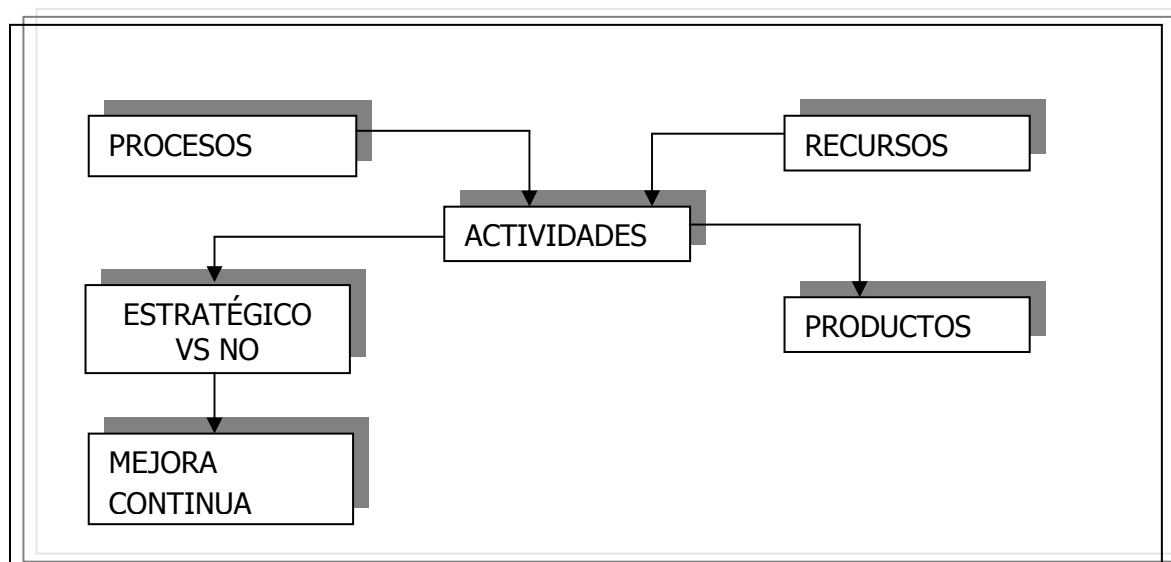 PROCESOS
RECURSOS
ACTIVIDADES
ESTRATÉGICO
VS NO
PRODUCTOS
MEJORA
CONTINUA